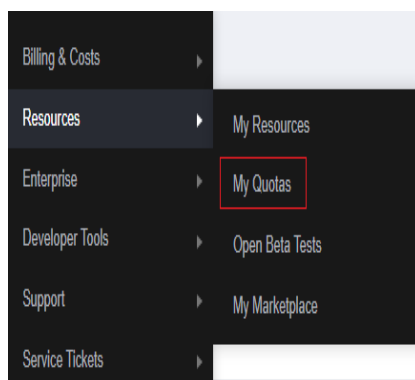 Billing & Costs
Resources
Enterprise
Developer Tools
Support
Service Tickets
My Resources
My Quotas
Open Beta Tests
My Marketplace